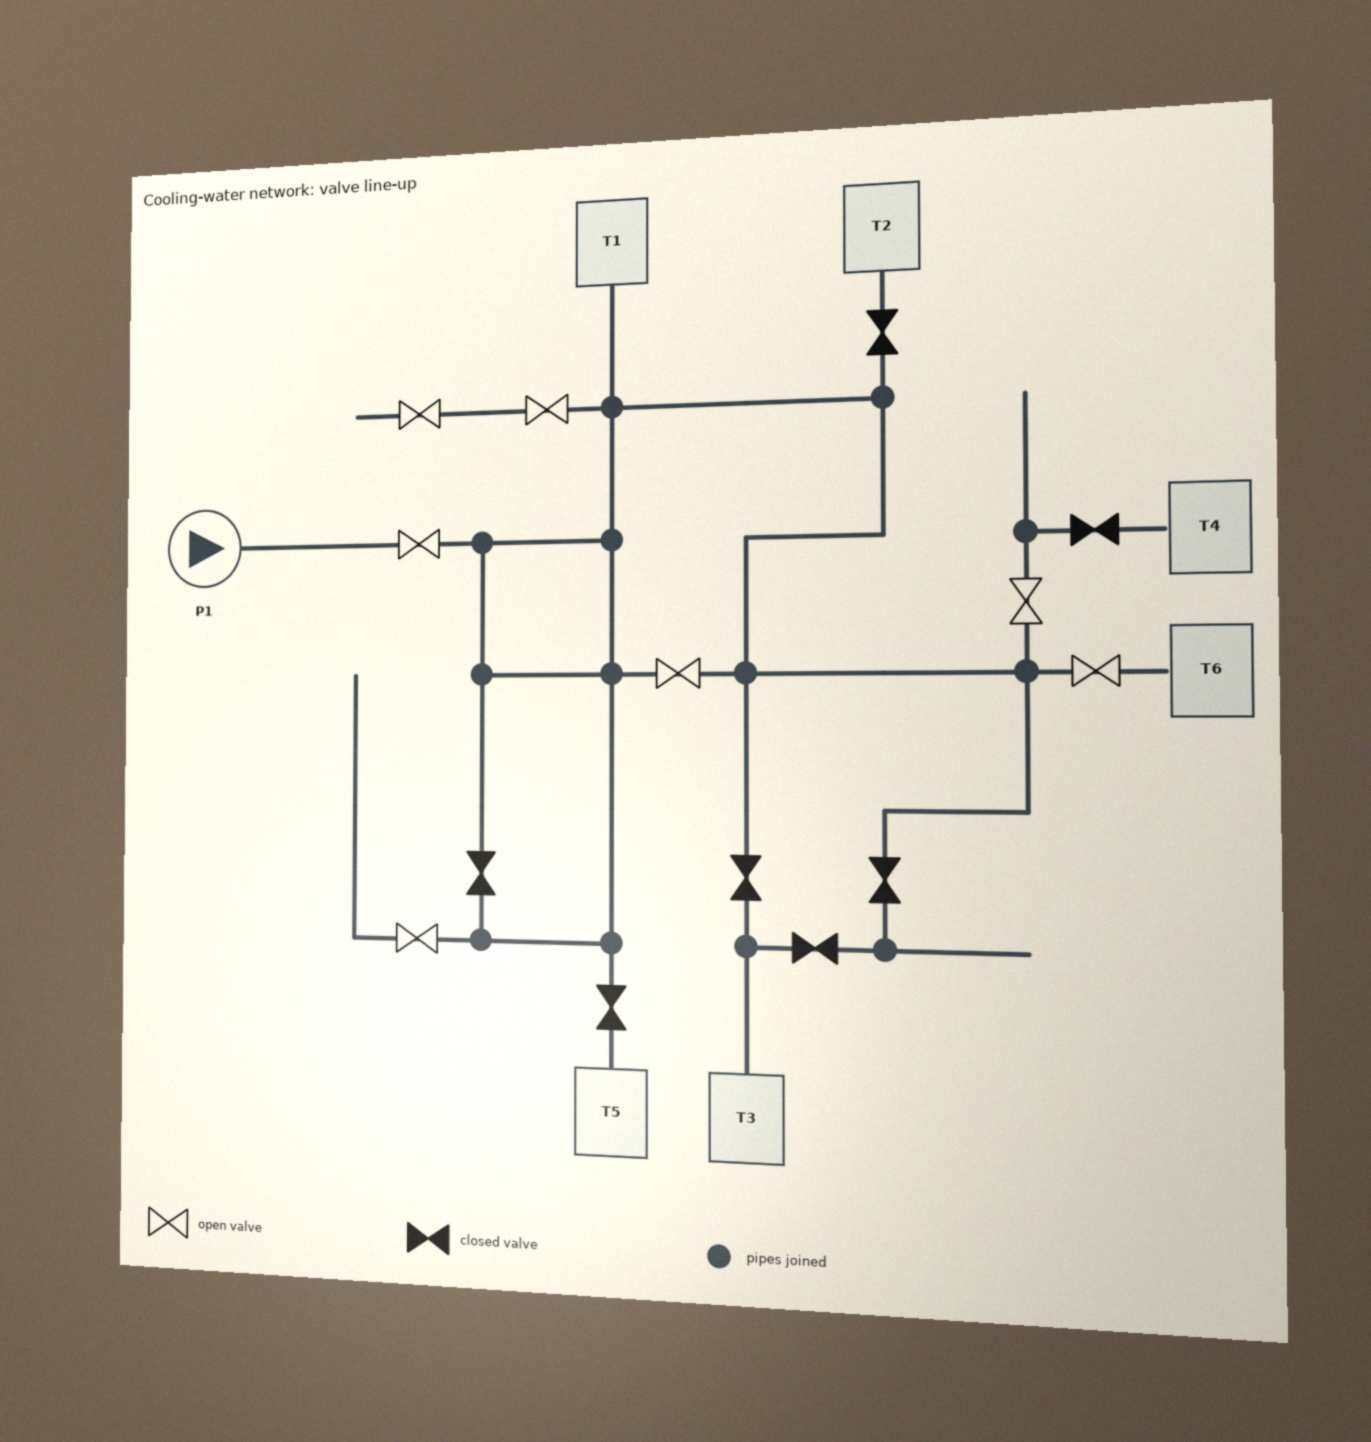 Cooling-water network: valve line-up
T1
T2
T4
P1
T6
T5
T3
open valve
closed valve
pipes joined